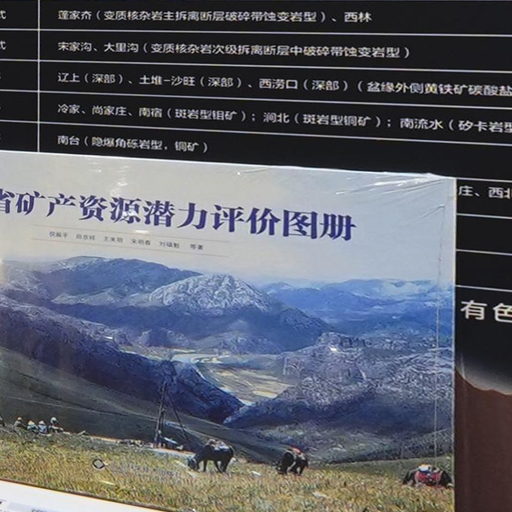 式 蓬家夼（变质核杂岩主拆离断层破碎带蚀变岩型）、西林
式 宋家沟、大里沟（变质核杂岩次级拆离断层中破碎带蚀变岩型）
辽上（深部）、土堆-沙旺（深部）、西涝口（深部）（盆缘外侧黄铁矿碳酸盐
冷家、尚家庄、南宿（斑岩型钼矿）；涧北（斑岩型铜矿）；南流水（矽卡岩型
南台（隐爆角砾岩型，铜矿）
庄、西北
省矿产资源潜力评价图册
等著
有色